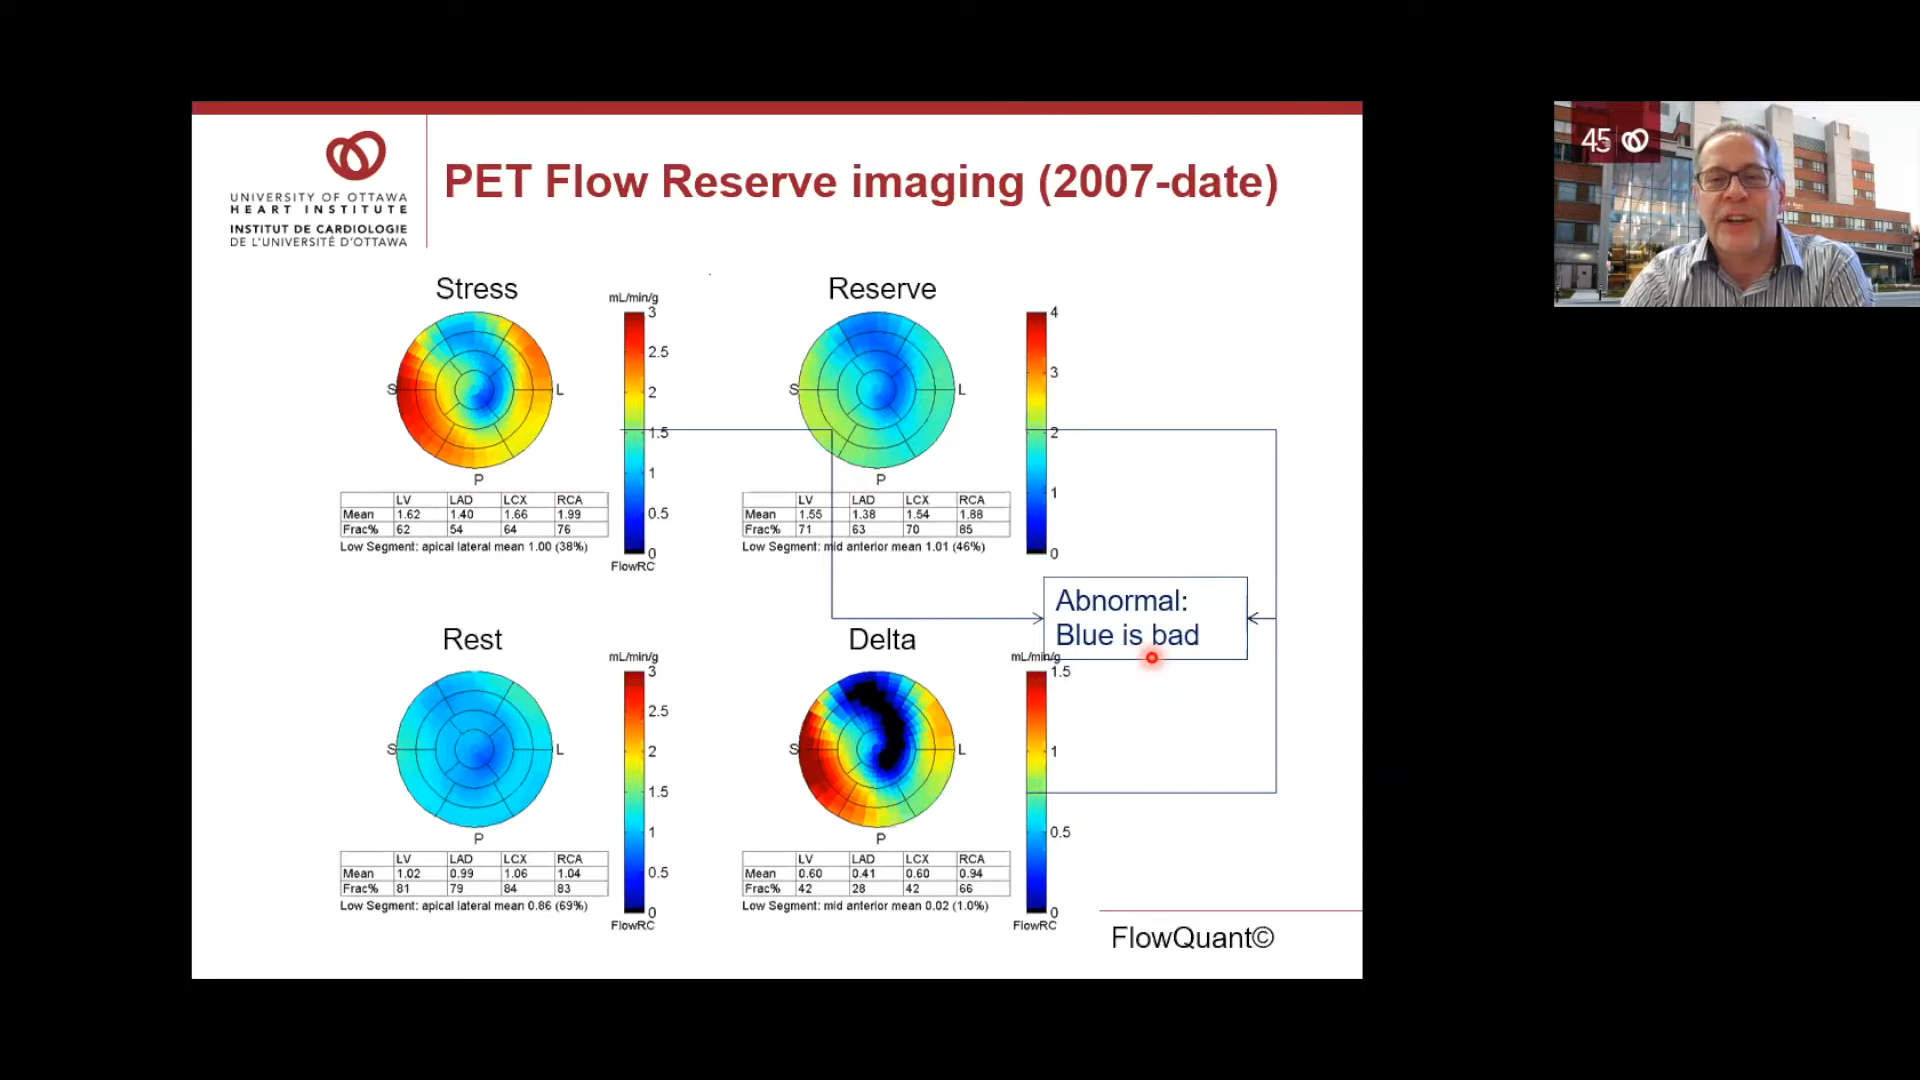 UNIVERSITY OF OTTAWA
HEART INSTITUTE
INSTITUT DE CARDIOLOGIE
DE L'UNIVERSITÉ D'OTTAWA
PET Flow Reserve imaging (2007-date)
45
Stress
mL/min/g
3
2.5
2
1.5
1
0.5
0
FlowRC
S
L
P
LV LAD LCX RCA
Mean 1.62 1.40 1.66 1.99
Frac% 62 54 64 76
Low Segment: apical lateral mean 1.00 (38%)
Reserve
4
3
2
1
0
S
L
P
LV LAD LCX RCA
Mean 1.55 1.38 1.54 1.88
Frac% 71 63 70 85
Low Segment: mid anterior mean 1.01 (46%)
Abnormal:
Blue is bad
Rest
mL/min/g
3
2.5
2
1.5
1
0.5
0
FlowRC
S
L
P
LV LAD LCX RCA
Mean 1.02 0.99 1.06 1.04
Frac% 81 79 84 83
Low Segment: apical lateral mean 0.86 (69%)
Delta
mL/min/g
1.5
1
0.5
0
FlowRC
S
L
P
LV LAD LCX RCA
Mean 0.60 0.41 0.60 0.94
Frac% 42 28 42 66
Low Segment: mid anterior mean 0.02 (1.0%)
FlowQuant©